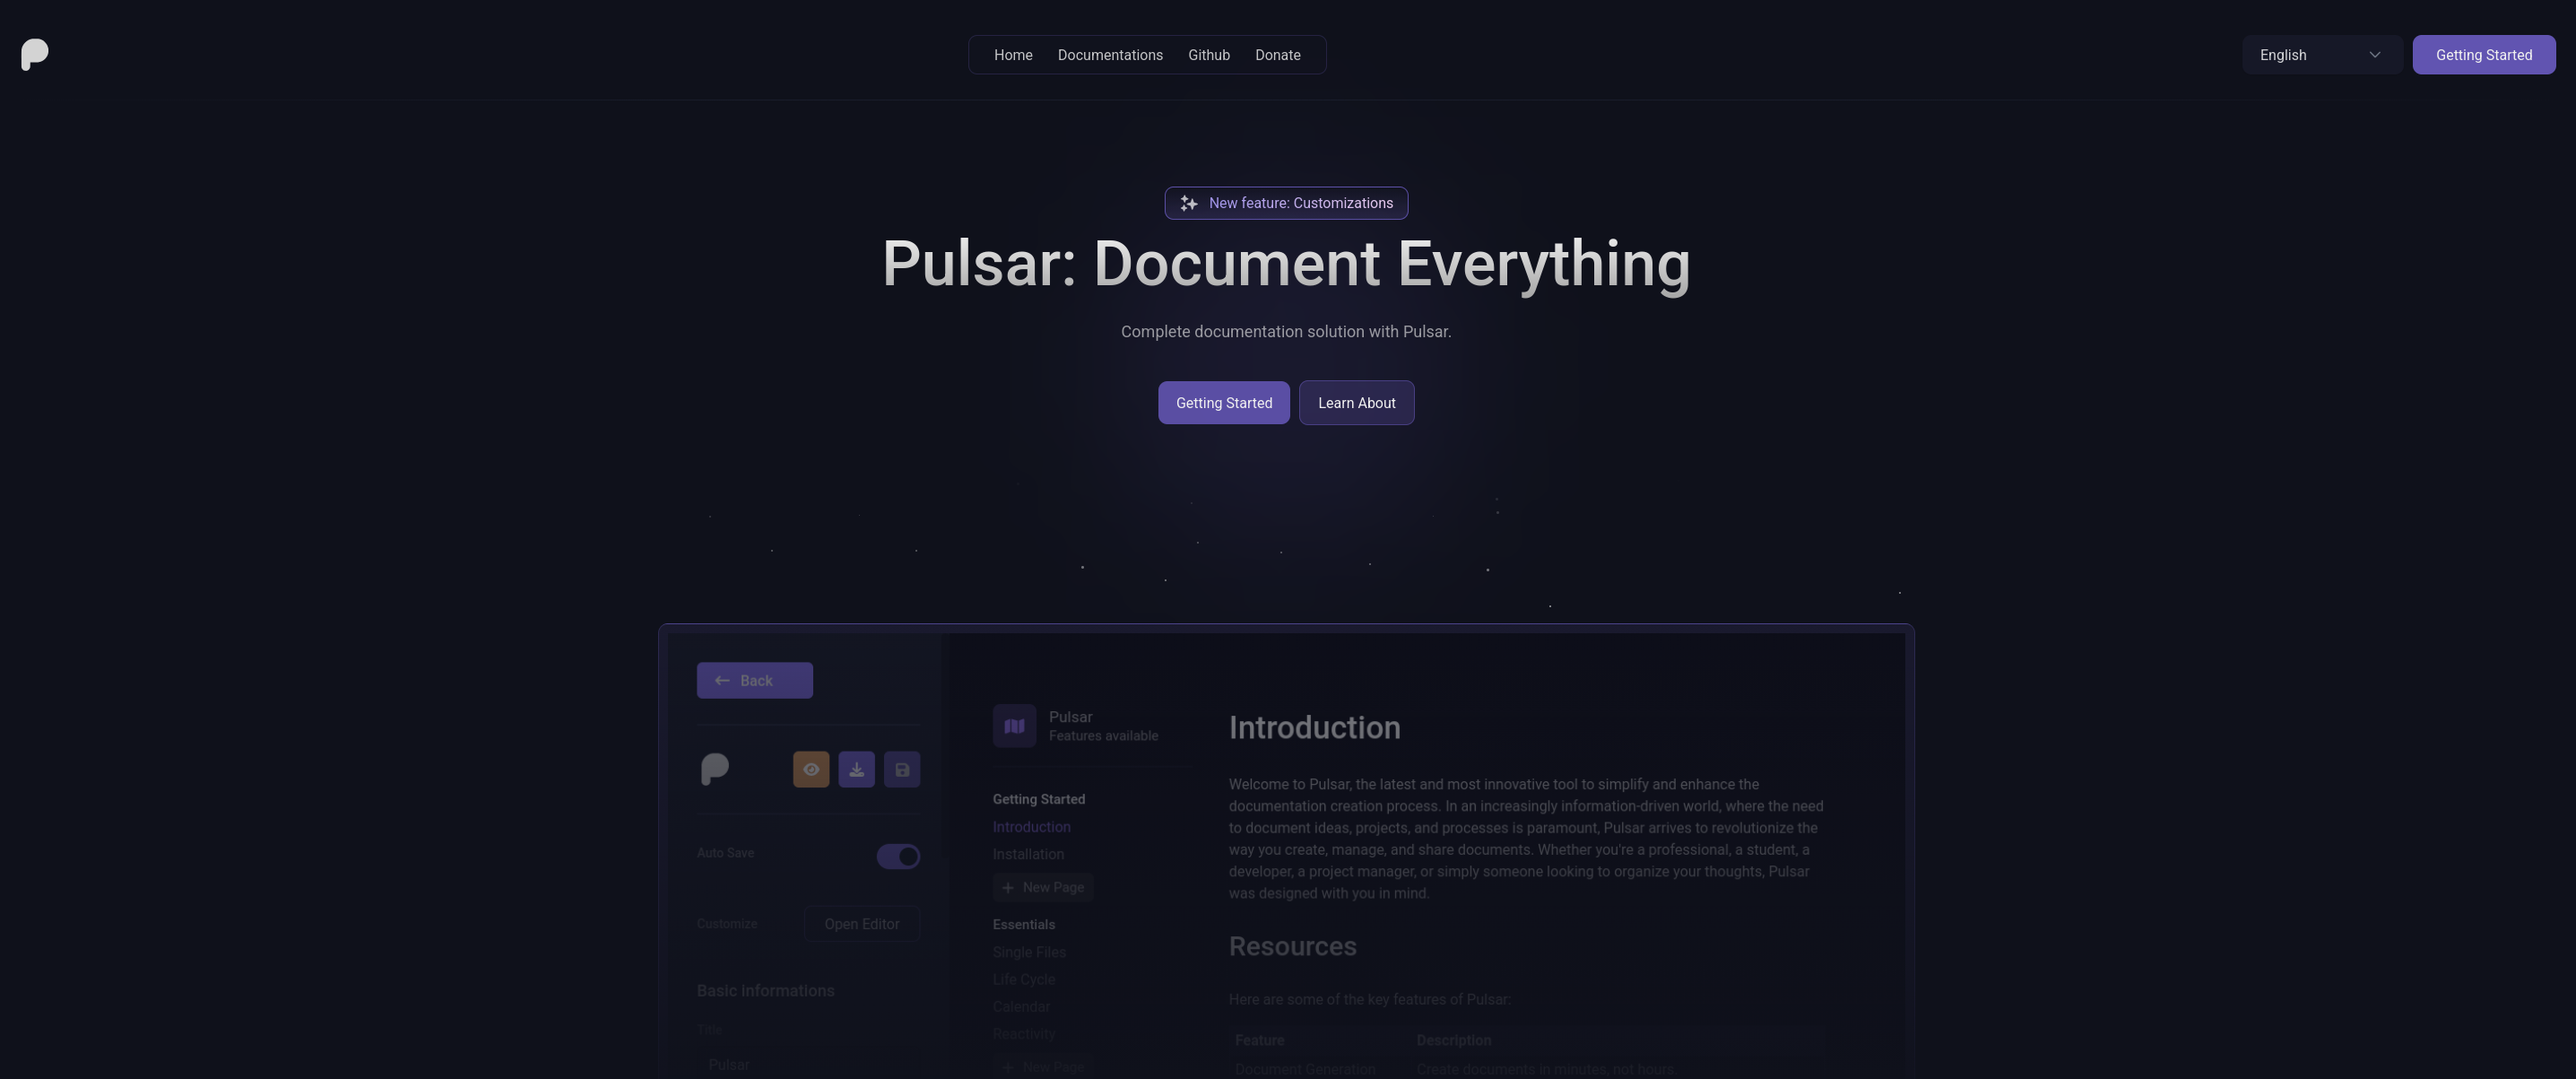 Home Documentations Github Donate
English
Getting Started
New feature: Customizations
Pulsar: Document Everything
Complete documentation solution with Pulsar.
Getting Started
Learn About
Back
Auto Save
Customize
Open Editor
Basic informations
Title
Pulsar
Pulsar
Features available
Getting Started
Introduction
Installation
New Page
Essentials
Single Files
Life Cycle
Calendar
Reactivity
New Page
Introduction
Welcome to Pulsar, the latest and most innovative tool to simplify and enhance the
documentation creation process. In an increasingly information-driven world, where the need
to document ideas, projects, and processes is paramount, Pulsar arrives to revolutionize the
way you create, manage, and share documents. Whether you're a professional, a student, a
developer, a project manager, or simply someone looking to organize your thoughts, Pulsar
was designed with you in mind.
Resources
Here are some of the key features of Pulsar:
Feature Description
Document Generation Create documents in minutes, not hours.